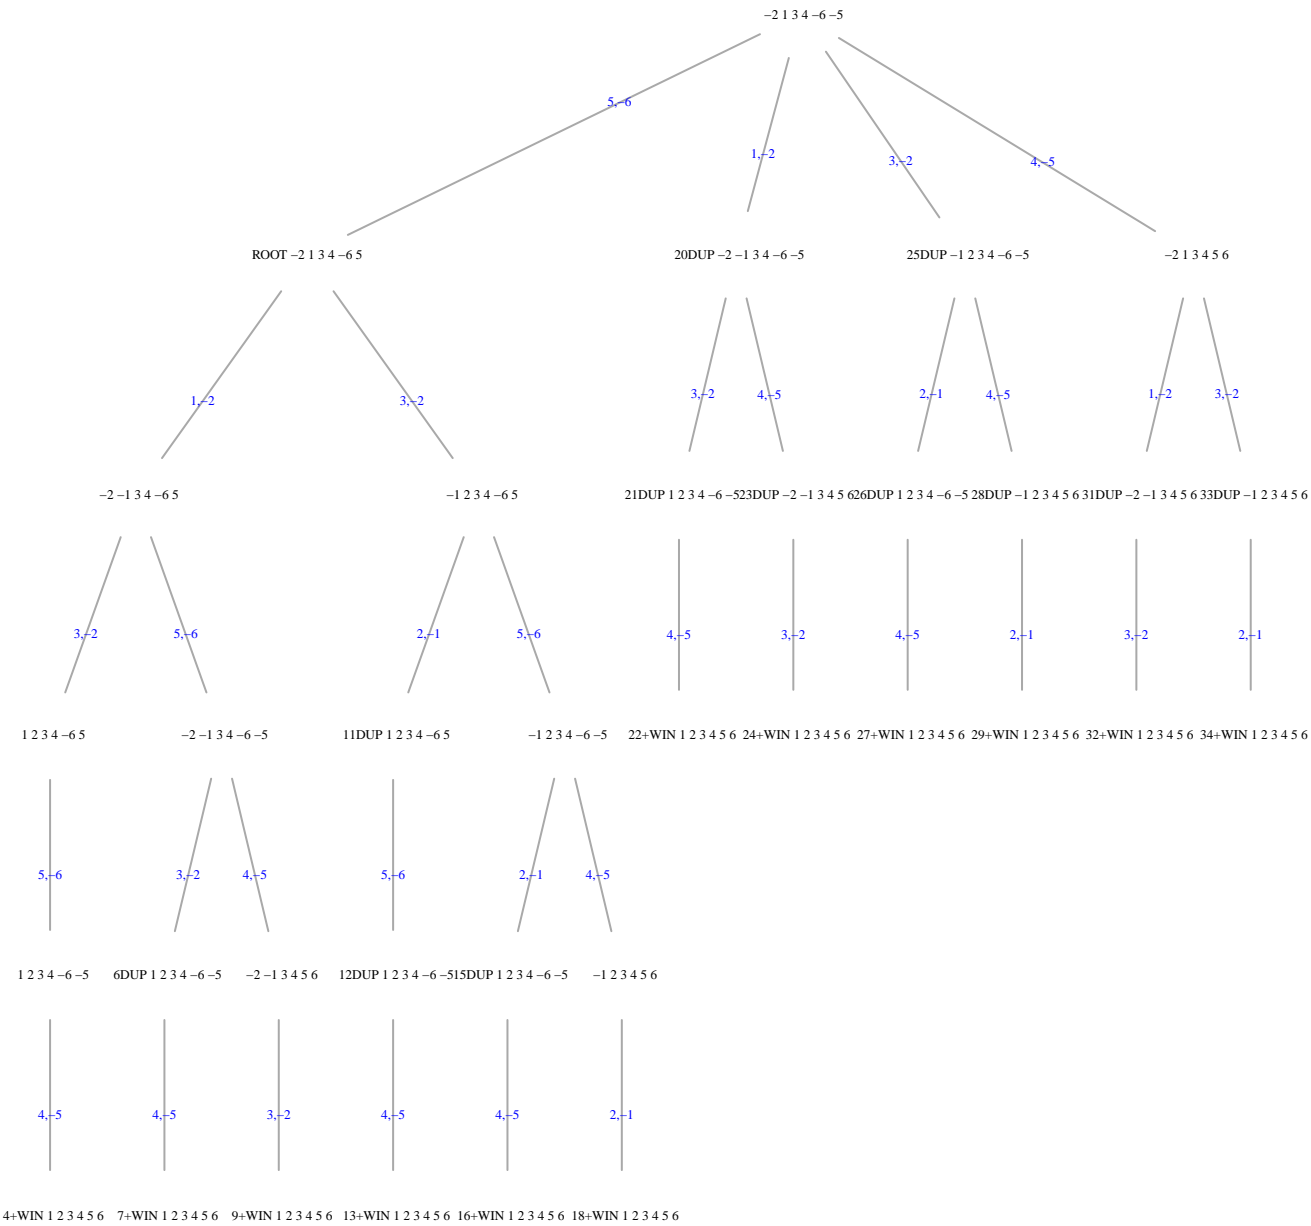 −2 1 3 4 −6 −5
5,−6
1,−2
3,−2
4,−5
ROOT −2 1 3 4 −6 5
20DUP −2 −1 3 4 −6 −5
25DUP −1 2 3 4 −6 −5
−2 1 3 4 5 6
1,−2
3,−2
3,−2
4,−5
2,−1
4,−5
1,−2
3,−2
−2 −1 3 4 −6 5
−1 2 3 4 −6 5
21DUP 1 2 3 4 −6 −5
23DUP −2 −1 3 4 5 6
26DUP 1 2 3 4 −6 −5
28DUP −1 2 3 4 5 6
31DUP −2 −1 3 4 5 6
33DUP −1 2 3 4 5 6
3,−2
5,−6
2,−1
5,−6
4,−5
3,−2
4,−5
2,−1
3,−2
2,−1
1 2 3 4 −6 5
−2 −1 3 4 −6 −5
11DUP 1 2 3 4 −6 5
−1 2 3 4 −6 −5
22+WIN 1 2 3 4 5 6
24+WIN 1 2 3 4 5 6
27+WIN 1 2 3 4 5 6
29+WIN 1 2 3 4 5 6
32+WIN 1 2 3 4 5 6
34+WIN 1 2 3 4 5 6
5,−6
3,−2
4,−5
5,−6
2,−1
4,−5
1 2 3 4 −6 −5
6DUP 1 2 3 4 −6 −5
−2 −1 3 4 5 6
12DUP 1 2 3 4 −6 −5
15DUP 1 2 3 4 −6 −5
−1 2 3 4 5 6
4,−5
4,−5
3,−2
4,−5
4,−5
2,−1
4+WIN 1 2 3 4 5 6
7+WIN 1 2 3 4 5 6
9+WIN 1 2 3 4 5 6
13+WIN 1 2 3 4 5 6
16+WIN 1 2 3 4 5 6
18+WIN 1 2 3 4 5 6